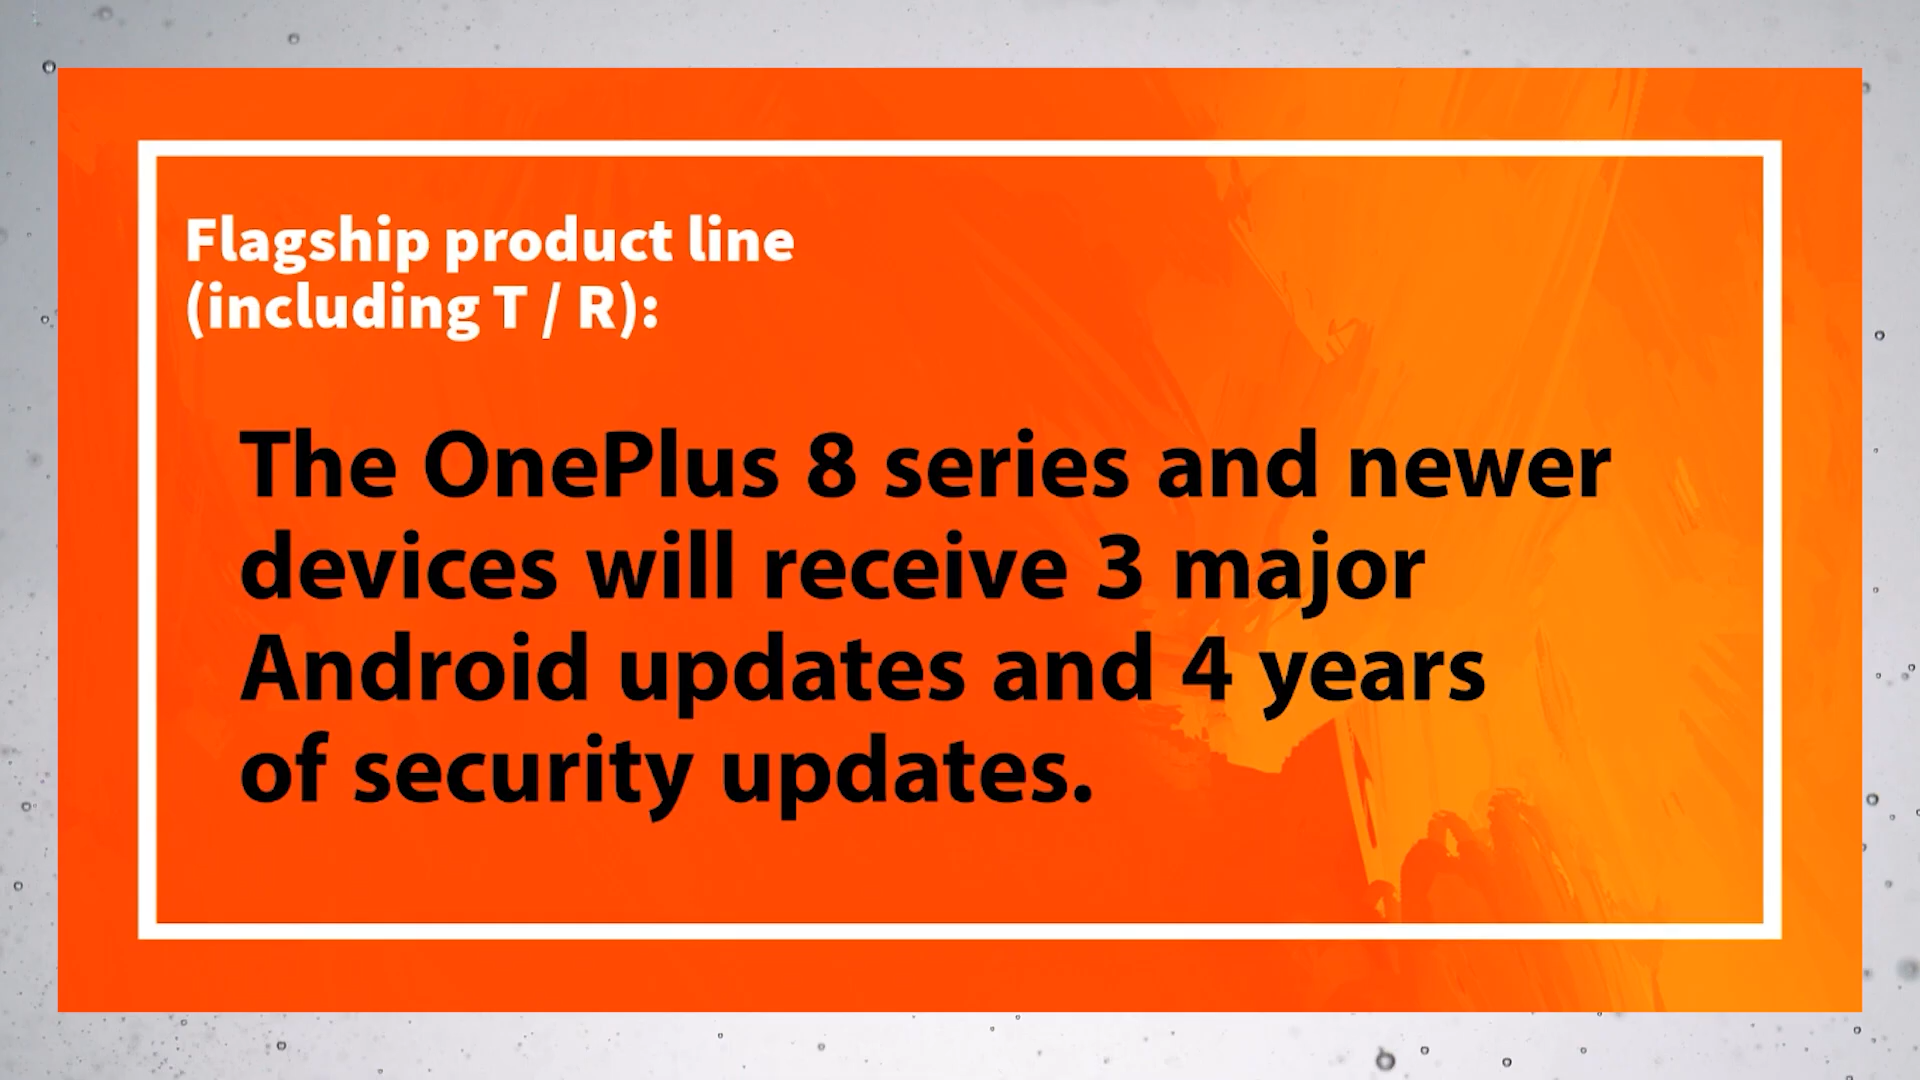 Flagship product line
(including T / R):
The OnePlus 8 series and newer
devices will receive 3 major
Android updates and 4 years
of security updates.